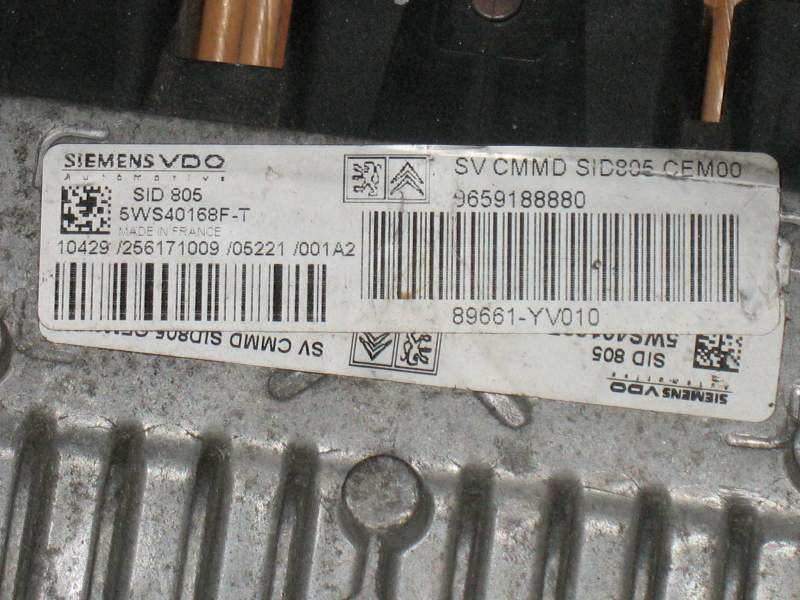 SIEMENS VDO
Automotive
SID 805
5WS40168F-T
MADE IN FRANCE
10429 /256171009 /05221 /001A2
SV CMMD SID805 CEM00
9659188880
89661-YV010
SV CMMD SID805
SID 805
SIEMENS VDO
Automotive